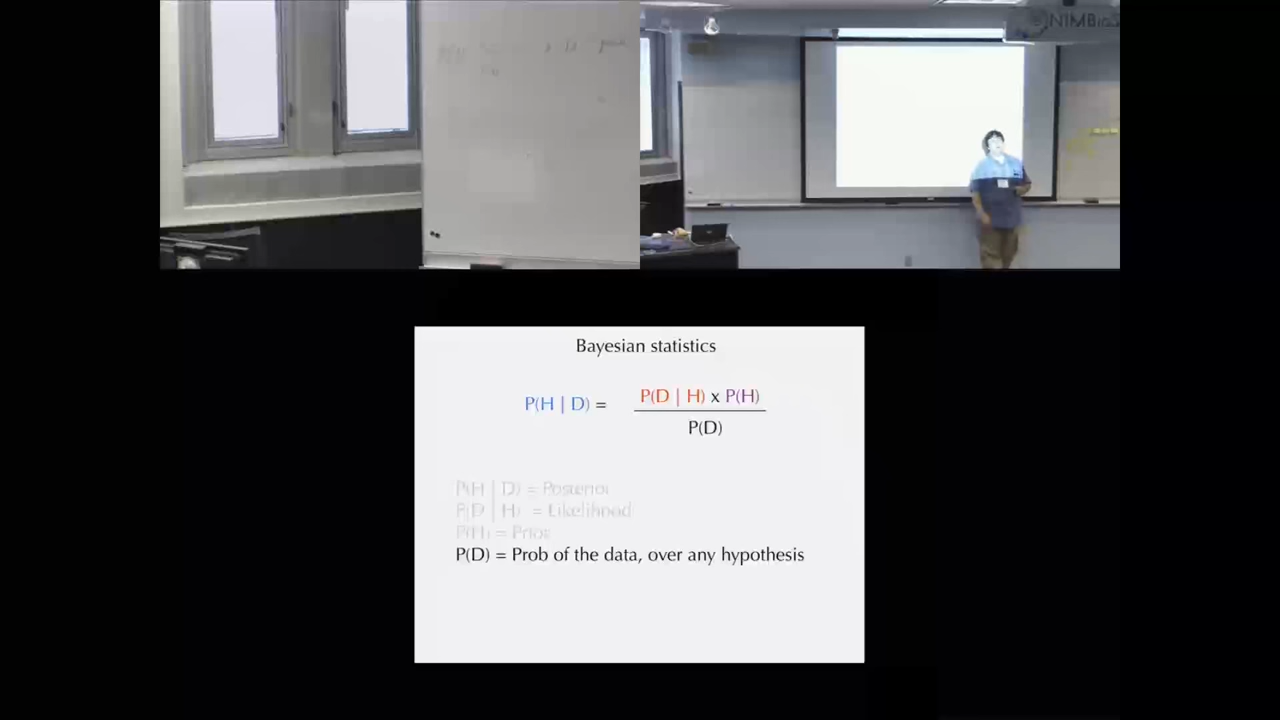 NIMBioS
Bayesian statistics
P(H | D) = P(D | H) x P(H)
P(D)
P(H | D) = Posterior
P(D | H) = Likelihood
P(H) = Prior
P(D) = Prob of the data, over any hypothesis